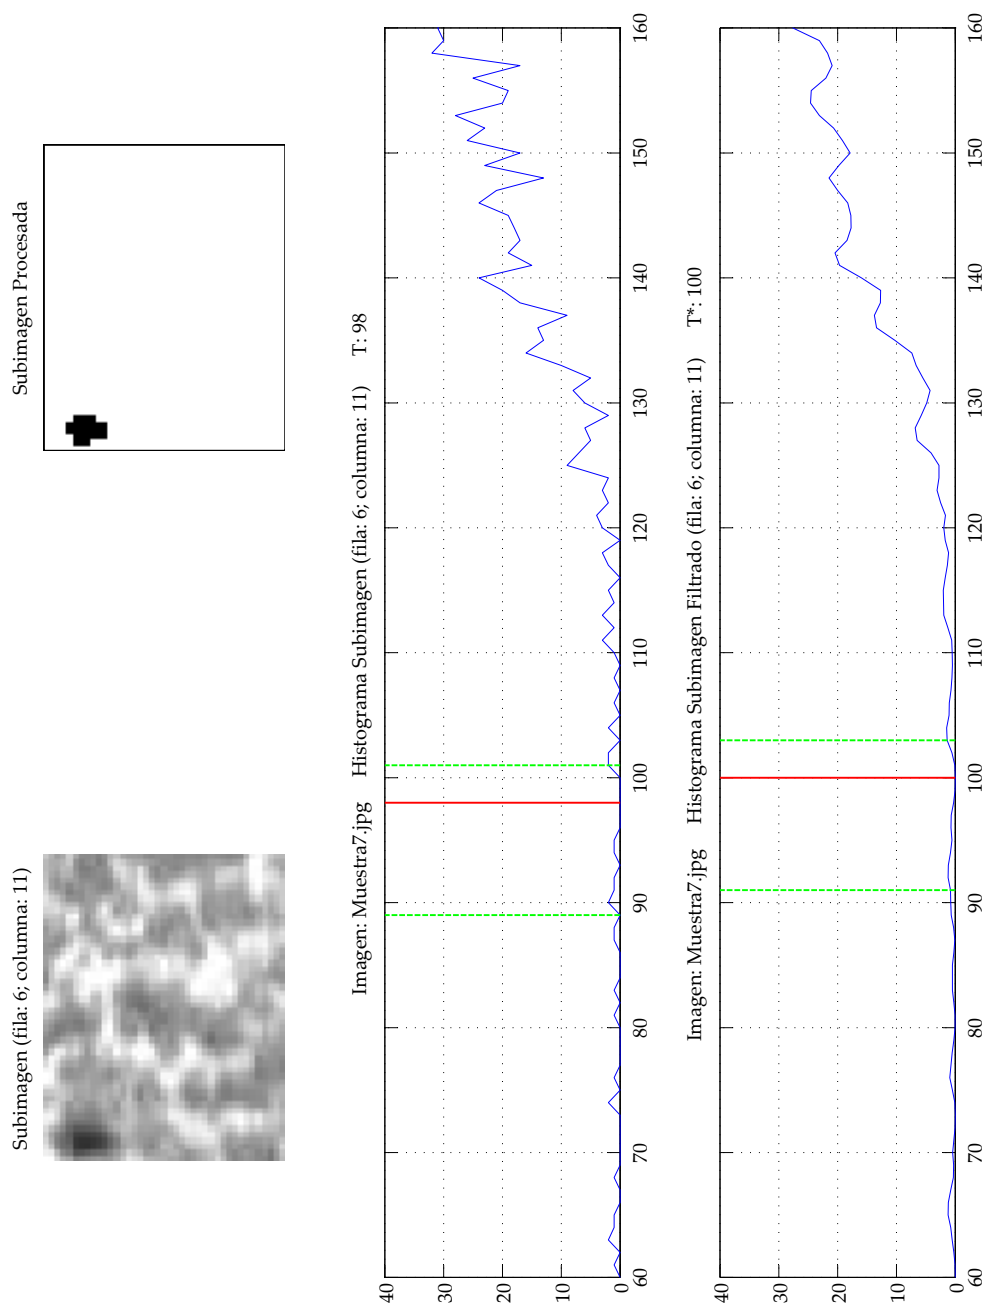 Subimagen (fila: 6; columna: 11)
Subimagen Procesada
Imagen: Muestra7.jpg Histograma Subimagen (fila: 6; columna: 11) T: 98
40
30
20
10
0
60 70 80 90 100 110 120 130 140 150 160
Imagen: Muestra7.jpg Histograma Subimagen Filtrado (fila: 6; columna: 11) T*: 100
40
30
20
10
0
60 70 80 90 100 110 120 130 140 150 160